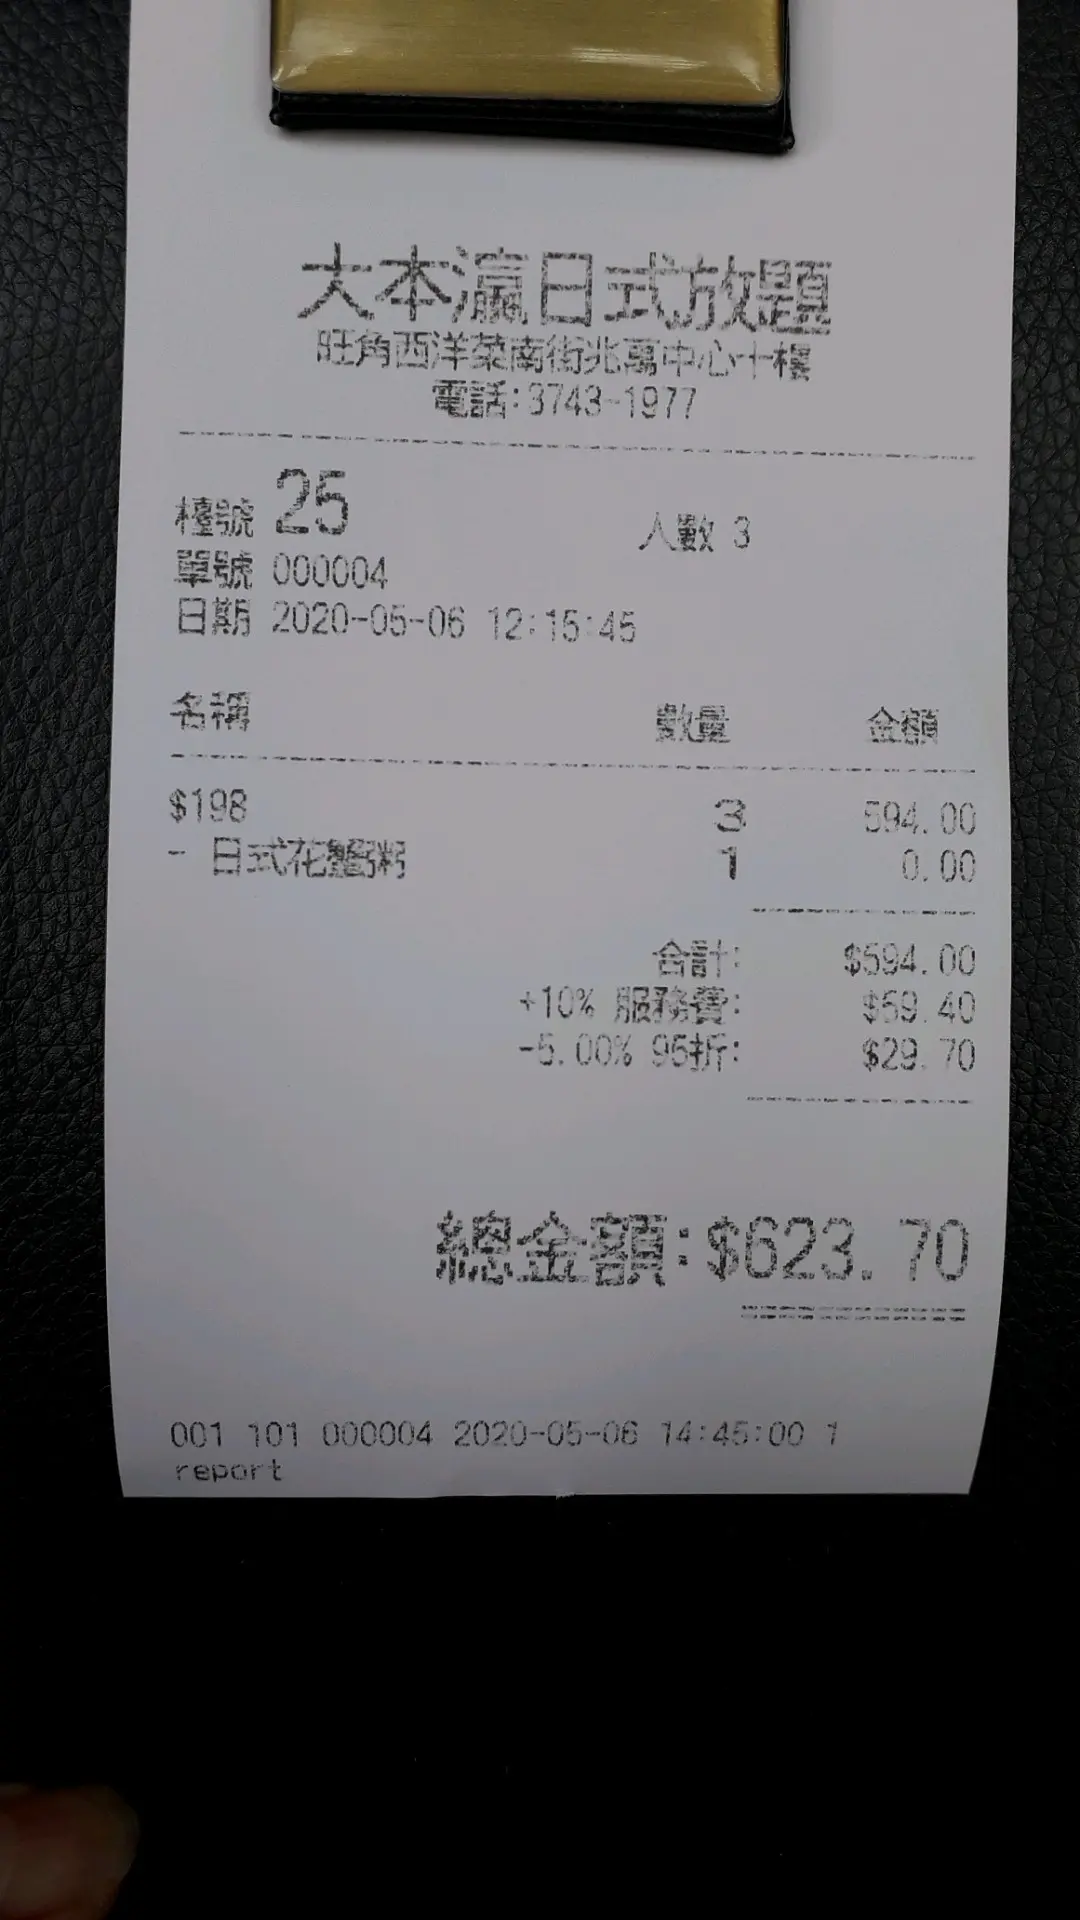 大本瀛日式放題
旺角西洋菜南街兆萬中心十樓
電話:3743-1977
檯號 25 人數 3
單號 000004
日期 2020-05-06 12:15:45
名稱 數量 金額
$198 3 594.00
- 日式花蟹粥 1 0.00
合計: $594.00
+10% 服務費: $59.40
-5.00% 95折: $29.70
總金額:$623.70
001 101 000004 2020-05-06 14:45:00 1
report